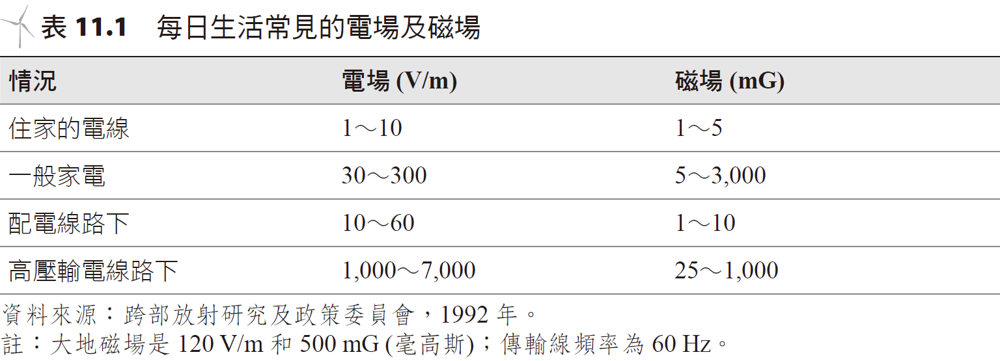 表 11.1 每日生活常見的電場及磁場
情況 電場 (V/m) 磁場 (mG)
住家的電線 1～10 1～5
一般家電 30～300 5～3,000
配電線路下 10～60 1～10
高壓輸電線路下 1,000～7,000 25～1,000
資料來源：跨部放射研究及政策委員會，1992 年。
註：大地磁場是 120 V/m 和 500 mG (毫高斯)；傳輸線頻率為 60 Hz。